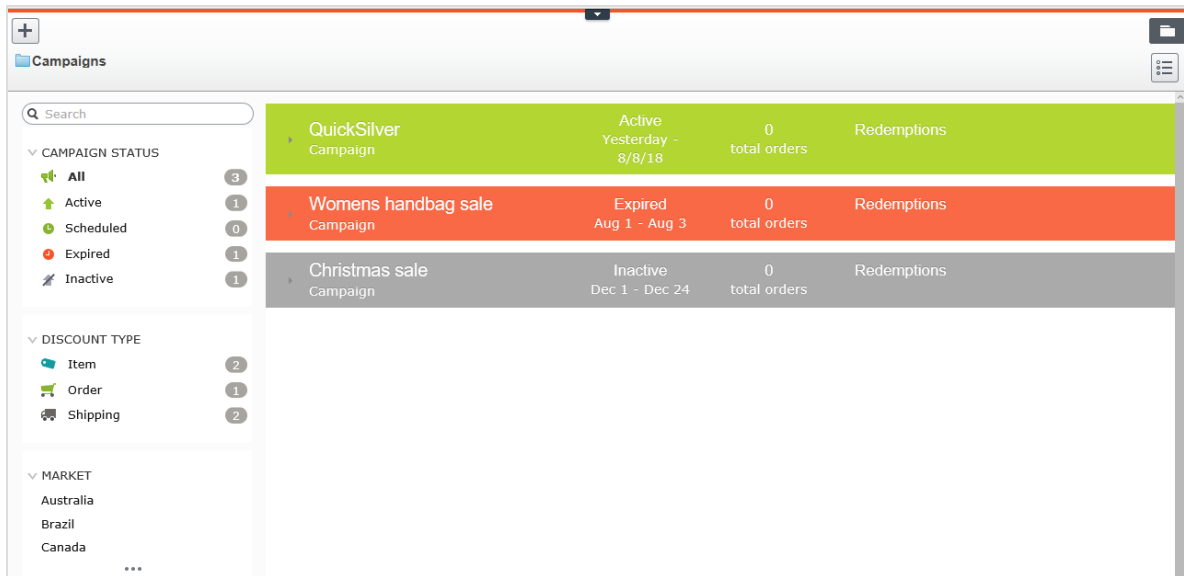 Campaigns
Search
CAMPAIGN STATUS
All 3
Active 1
Scheduled 0
Expired 1
Inactive 1
DISCOUNT TYPE
Item 2
Order 1
Shipping 2
MARKET
Australia
Brazil
Canada
QuickSilver
Campaign
Active
Yesterday -
8/8/18
0
total orders
Redemptions
Womens handbag sale
Campaign
Expired
Aug 1 - Aug 3
0
total orders
Redemptions
Christmas sale
Campaign
Inactive
Dec 1 - Dec 24
0
total orders
Redemptions